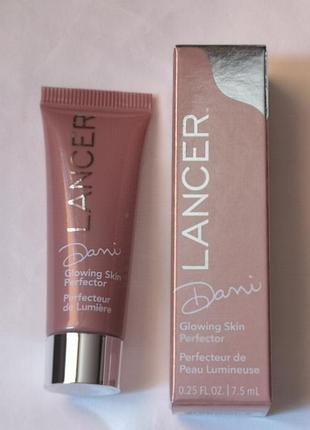 LANCER
Dani
Glowing Skin
Perfector
Perfecteur
de Lumière
LANCER
Dani
Glowing Skin
Perfector
Perfecteur de
Peau Lumineuse
0.25 FL.OZ. | 7.5 mL